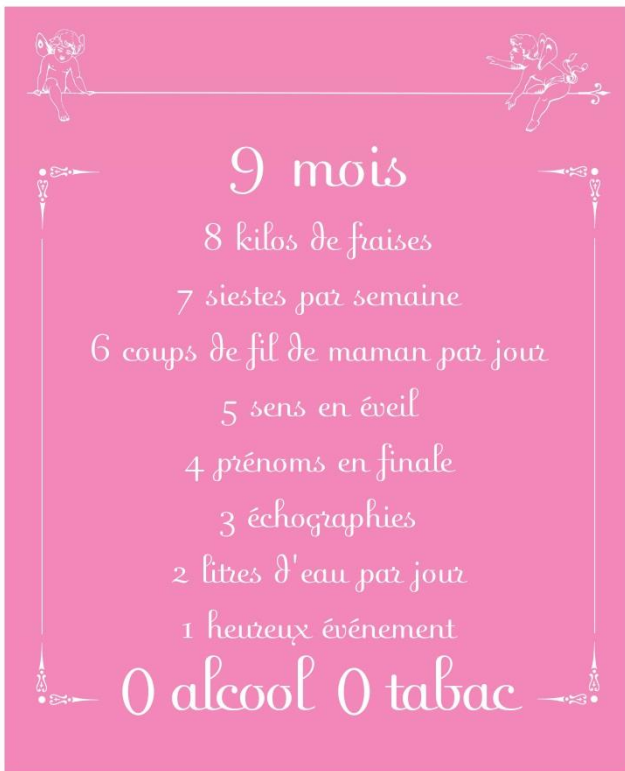 9 mois
8 kilos de fraises
7 siestes par semaine
6 coups de fil de maman par jour
5 sens en éveil
4 prénoms en finale
3 échographies
2 litres d'eau par jour
1 heureux événement
0 alcool 0 tabac